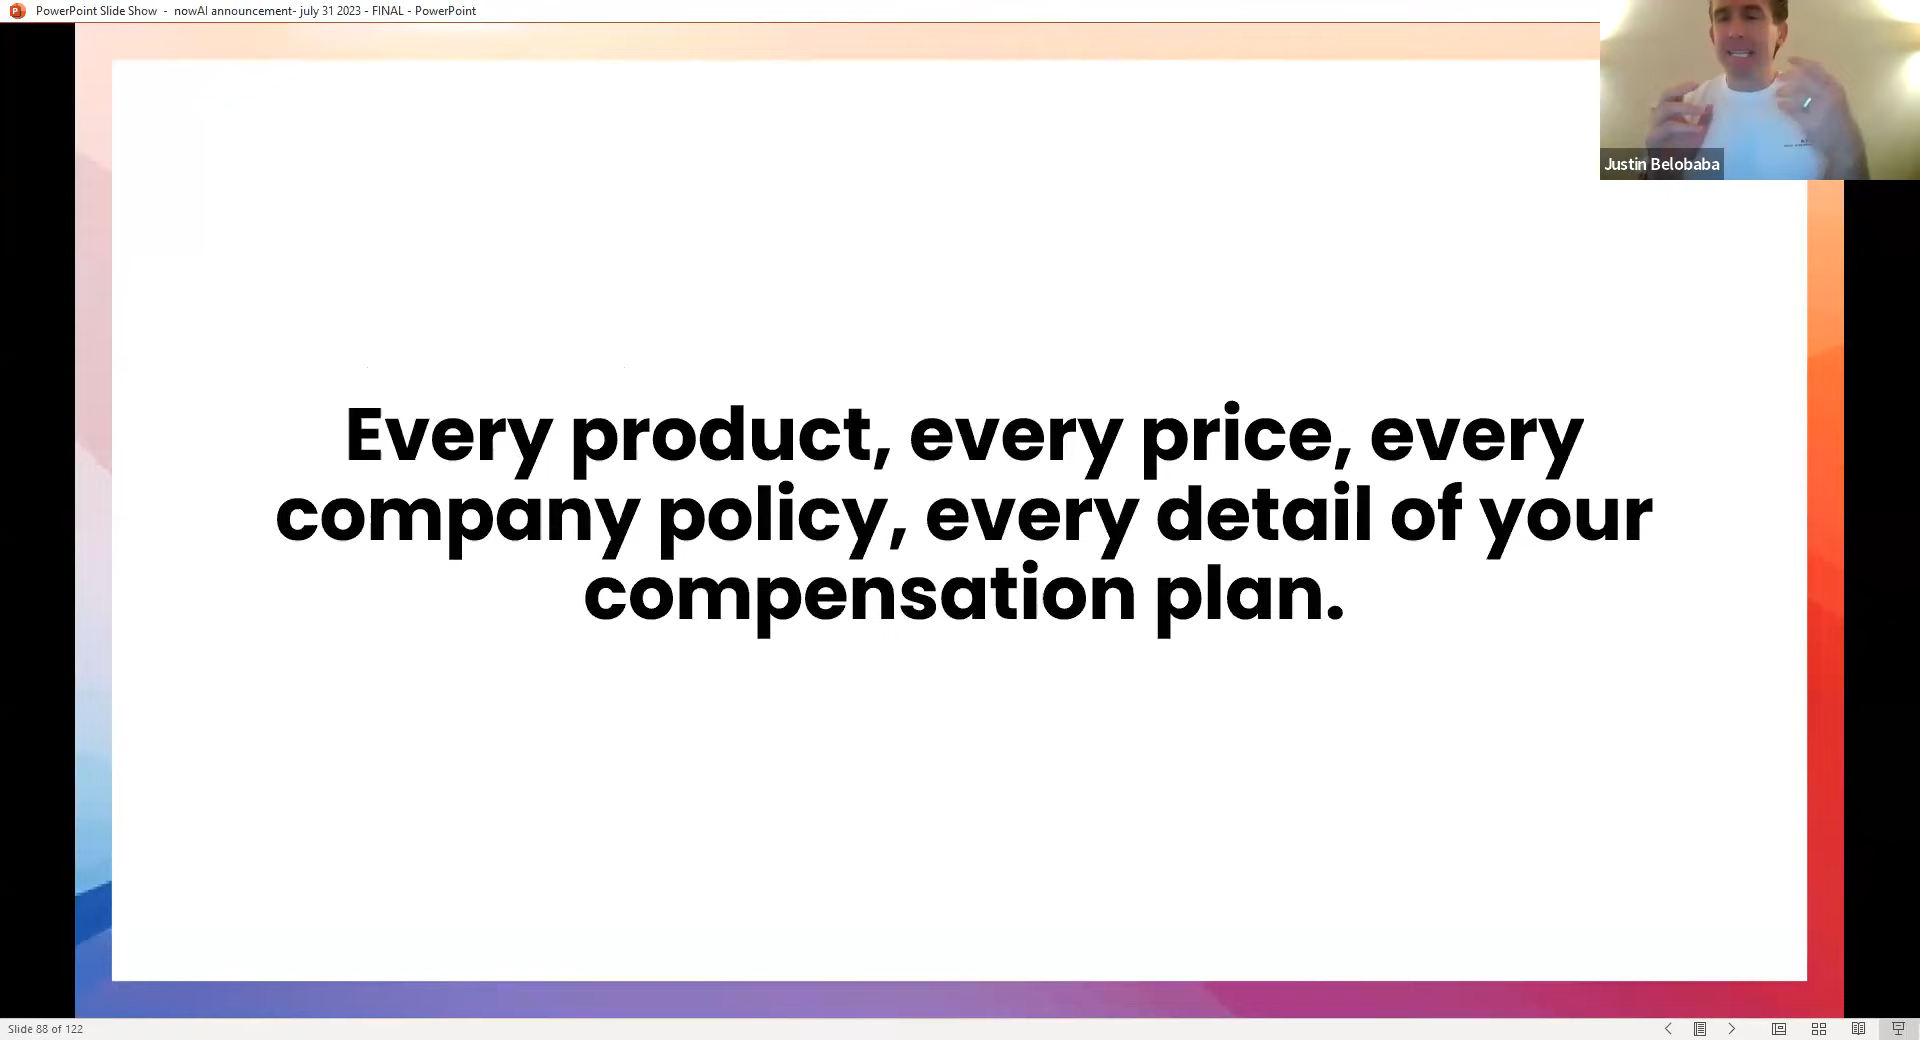 PowerPoint Slide Show - nowAI announcement- july 31 2023 - FINAL - PowerPoint
Justin Belobaba
Every product, every price, every
company policy, every detail of your
compensation plan.
Slide 88 of 122